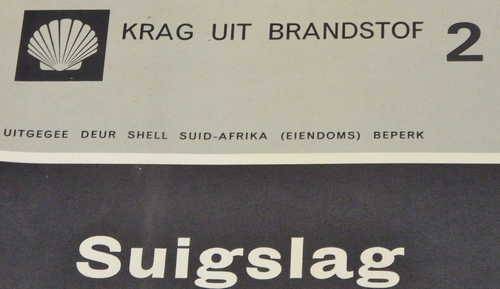 KRAG UIT BRANDSTOF 2
UITGEGEE DEUR SHELL SUID-AFRIKA (EIENDOMS) BEPERK
Suigslag